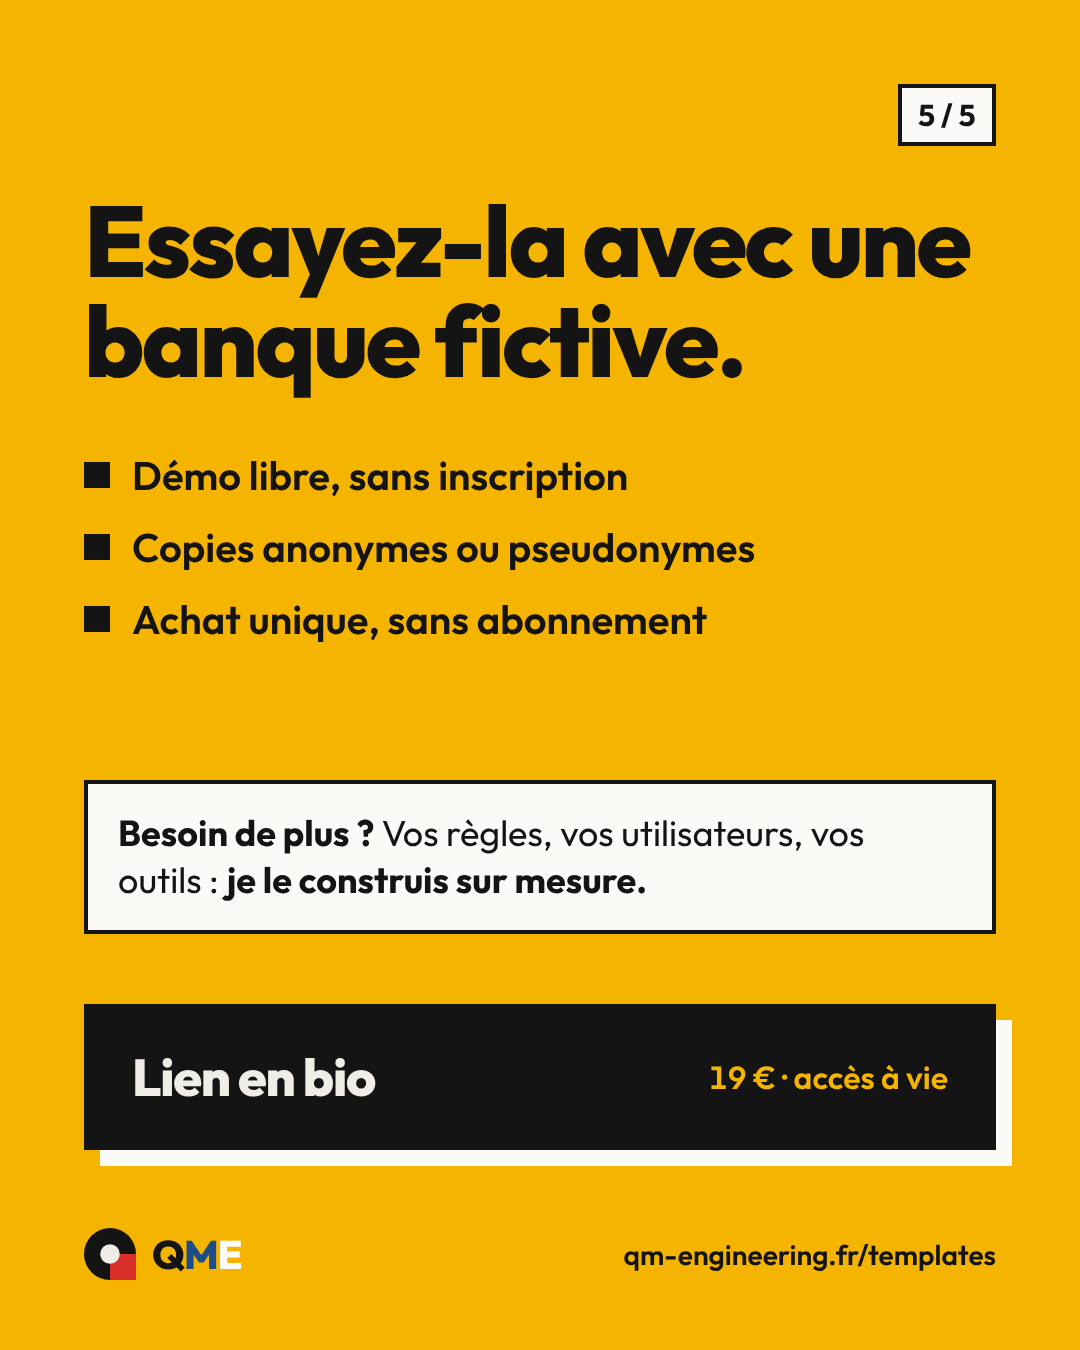 5 / 5
Essayez-la avec une
banque fictive.
Démo libre, sans inscription
Copies anonymes ou pseudonymes
Achat unique, sans abonnement
Besoin de plus ? Vos règles, vos utilisateurs, vos
outils : je le construis sur mesure.
Lien en bio
19 € · accès à vie
QME
qm-engineering.fr/templates